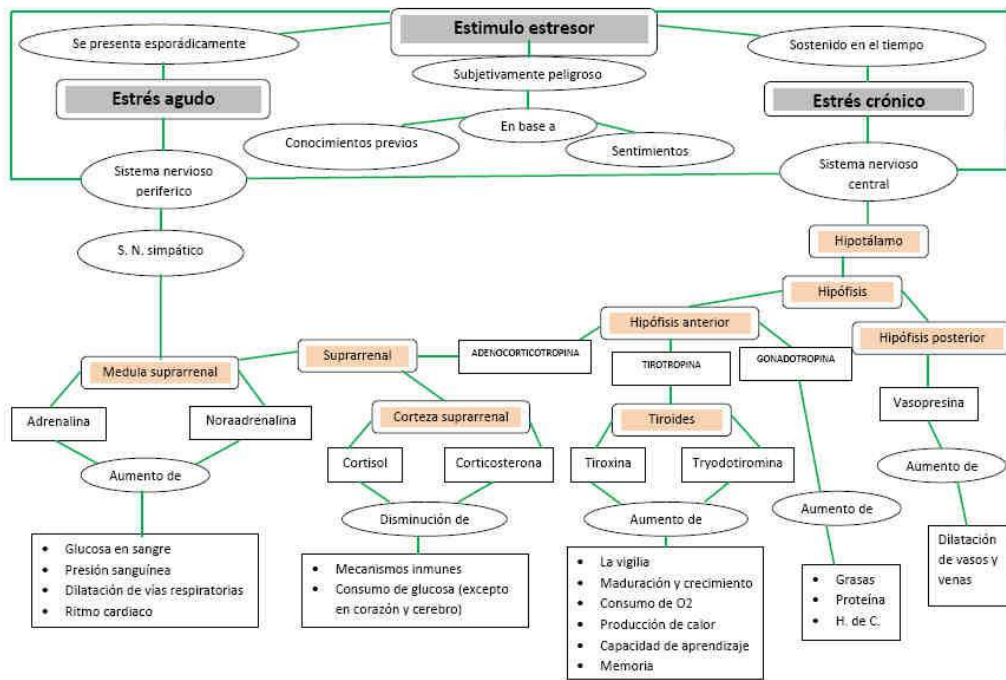 Estimulo estresor
Se presenta esporádicamente
Sostenido en el tiempo
Subjetivamente peligroso
Estrés agudo
Estrés crónico
En base a
Conocimientos previos
Sentimientos
Sistema nervioso
periferico
Sistema nervioso
central
S. N. simpático
Hipotálamo
Hipófisis
Hipófisis anterior
Hipófisis posterior
Suprarrenal
ADENOCORTICOTROPINA
TIROTROPINA
GONADOTROPINA
Medula suprarrenal
Vasopresina
Adrenalina
Noraadrenalina
Corteza suprarrenal
Tiroides
Cortisol
Corticosterona
Tiroxina
Tryodotiromina
Aumento de
Aumento de
Disminución de
Aumento de
Aumento de
• Glucosa en sangre
• Presión sanguínea
• Dilatación de vías respiratorias
• Ritmo cardiaco
• Mecanismos inmunes
• Consumo de glucosa (excepto
en corazón y cerebro)
• La vigilia
• Maduración y crecimiento
• Consumo de O2
• Producción de calor
• Capacidad de aprendizaje
• Memoria
• Grasas
• Proteína
• H. de C.
Dilatación
de vasos y
venas